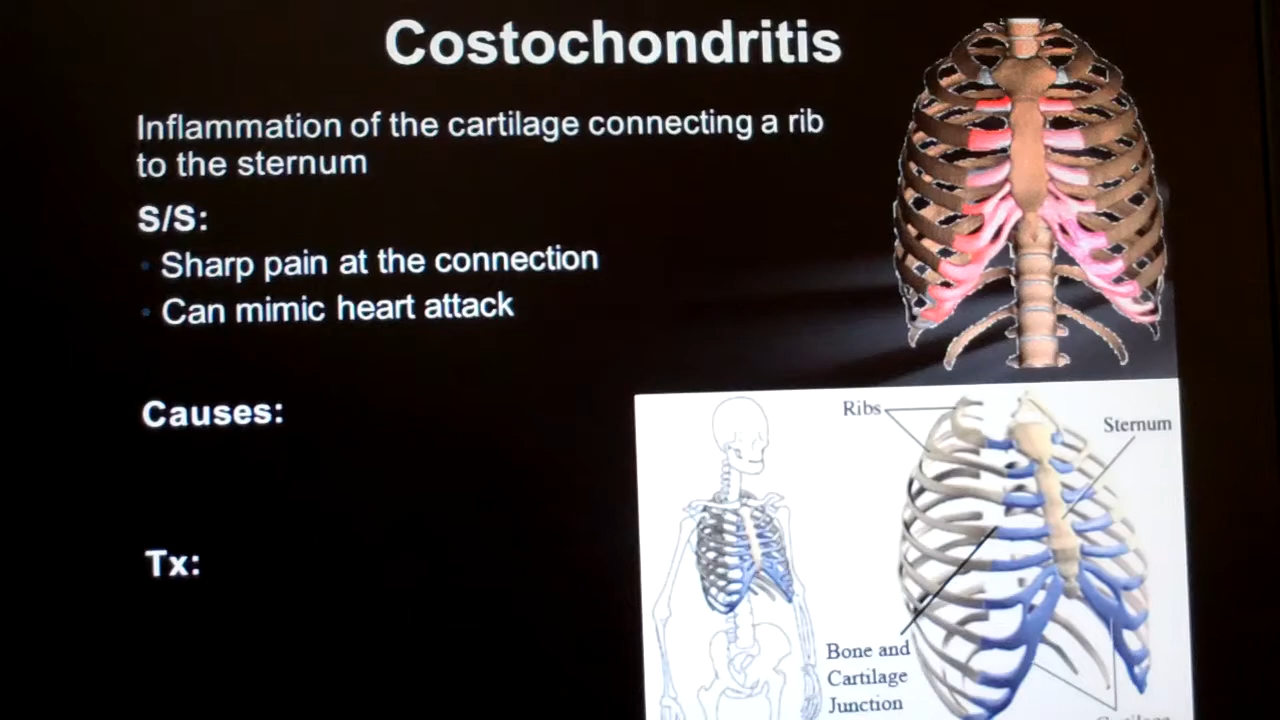 Costochondritis
Inflammation of the cartilage connecting a rib
to the sternum
S/S:
• Sharp pain at the connection
• Can mimic heart attack
Causes:
Tx:
Ribs
Sternum
Bone and
Cartilage
Junction